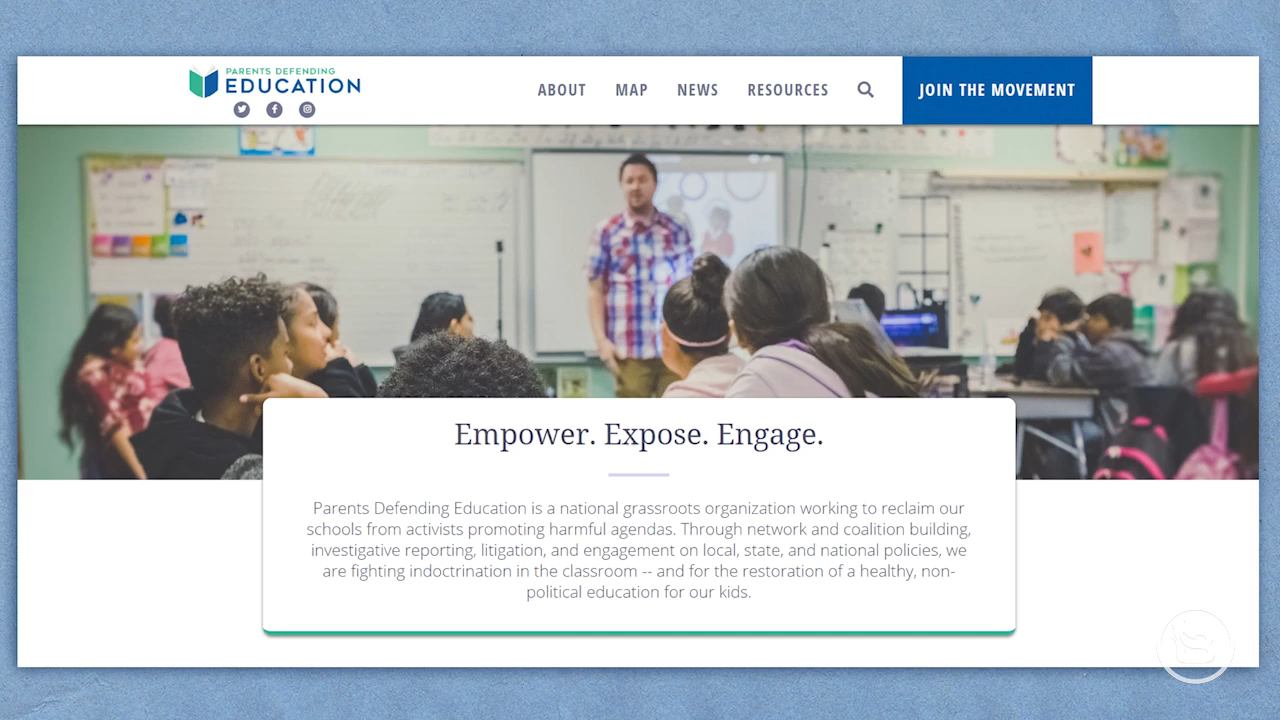 PARENTS DEFENDING
EDUCATION
ABOUT MAP NEWS RESOURCES JOIN THE MOVEMENT
Empower. Expose. Engage.
Parents Defending Education is a national grassroots organization working to reclaim our
schools from activists promoting harmful agendas. Through network and coalition building,
investigative reporting, litigation, and engagement on local, state, and national policies, we
are fighting indoctrination in the classroom -- and for the restoration of a healthy, non-
political education for our kids.